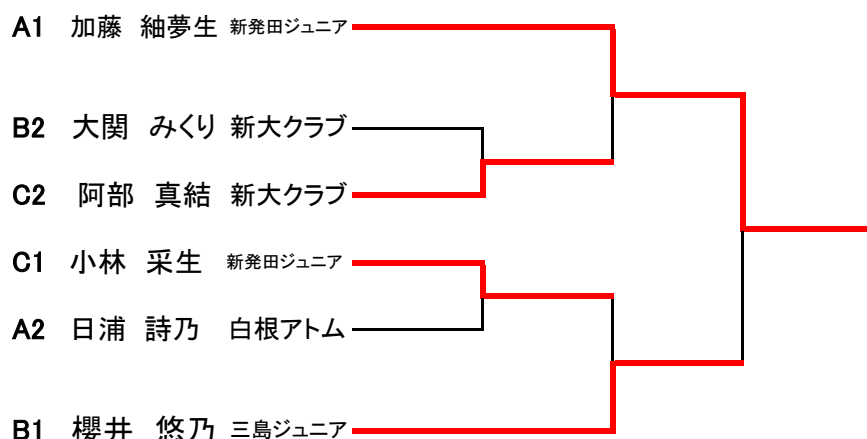 A1 加藤 紬夢生 新発田ジュニア
B2 大関 みくり 新大クラブ
C2 阿部 真結 新大クラブ
C1 小林 采生 新発田ジュニア
A2 日浦 詩乃 白根アトム
B1 櫻井 悠乃 三島ジュニア